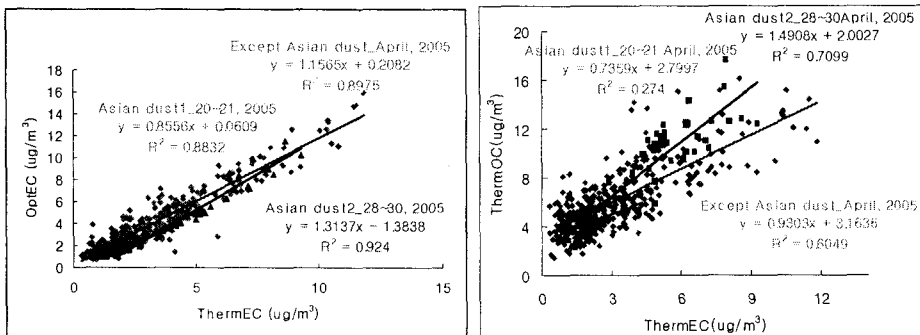 Except Asian dust_April, 2005
y = 1.1565x + 0.2082
R² = 0.8975
Asian dust1_20~21, 2005
y = 0.8556x + 0.0609
R² = 0.8832
Asian dust2_28~30, 2005
y = 1.3137x - 1.3838
R² = 0.924
OptEC (ug/m³)
18
16
14
12
10
8
6
4
2
0
0 5 10 15
ThermEC (ug/m³)
Asian dust2_28~30April, 2005
y = 1.4908x + 2.0027
R² = 0.7099
Asian dust1_20~21 April, 2005
y = 0.7359x + 2.7997
R² = 0.274
Except Asian dust_April, 2005
y = 0.9303x + 3.1636
R² = 0.6049
ThermOC(ug/m³)
20
16
12
8
4
0
0 3 6 9 12
ThermEC(ug/m³)